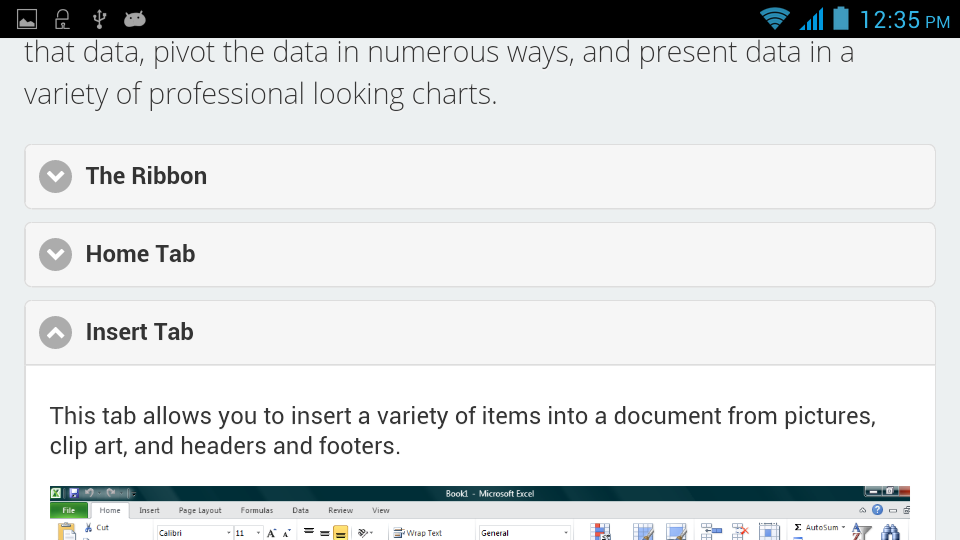 12:35 PM
that data, pivot the data in numerous ways, and present data in a
variety of professional looking charts.
The Ribbon
Home Tab
Insert Tab
This tab allows you to insert a variety of items into a document from pictures,
clip art, and headers and footers.
Book1 - Microsoft Excel
File Home Insert Page Layout Formulas Data Review View
Cut Calibri 11 A A Wrap Text General Σ AutoSum